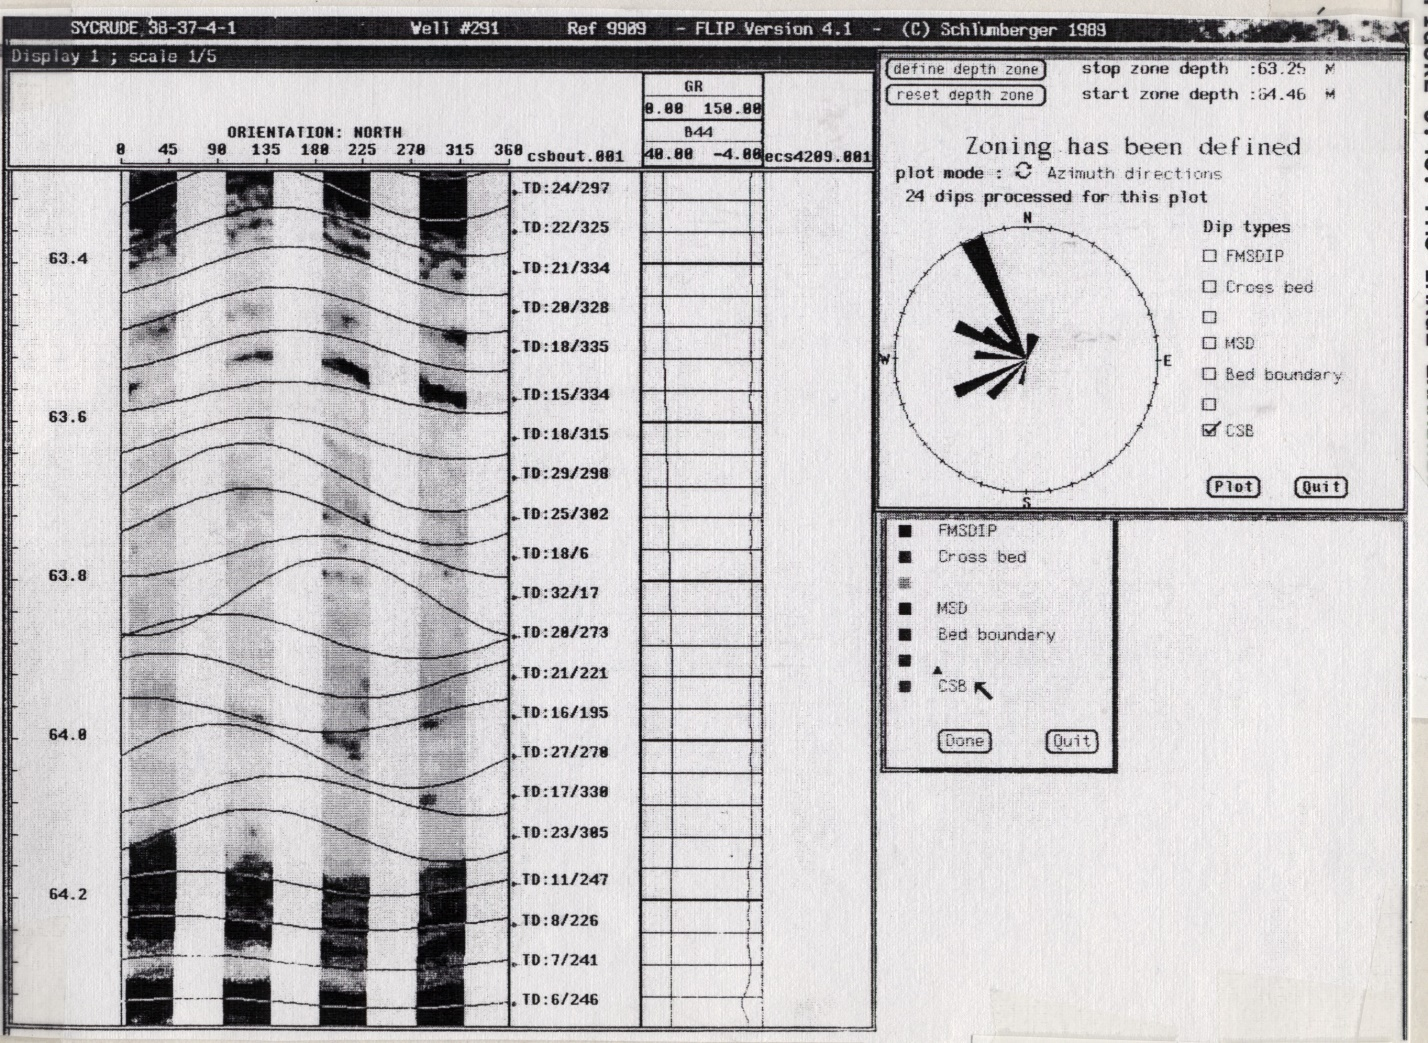 SYCRUDE 38-37-4-1 Well #291 Ref 9909 - FLIP Version 4.1 - (C) Schlumberger 1989
Display 1 ; scale 1/5
GR
0.00 150.00
B44
40.00 -4.00
ORIENTATION: NORTH
0 45 90 135 180 225 270 315 360 csbout.001 ecs4209.001
63.4
63.6
63.8
64.0
64.2
TD:24/297
TD:22/325
TD:21/334
TD:20/328
TD:18/335
TD:15/334
TD:18/315
TD:29/298
TD:25/302
TD:18/6
TD:32/17
TD:20/273
TD:21/221
TD:16/195
TD:27/270
TD:17/330
TD:23/305
TD:11/247
TD:8/226
TD:7/241
TD:6/246
define depth zone stop zone depth :63.25 M
reset depth zone start zone depth :64.46 M
Zoning has been defined
plot mode : Azimuth directions
24 dips processed for this plot
N
W
E
S
Dip types
FMSDIP
Cross bed
MSD
Bed boundary
CSB
Plot Quit
FMSDIP
Cross bed
MSD
Bed boundary
CSB
Done Quit